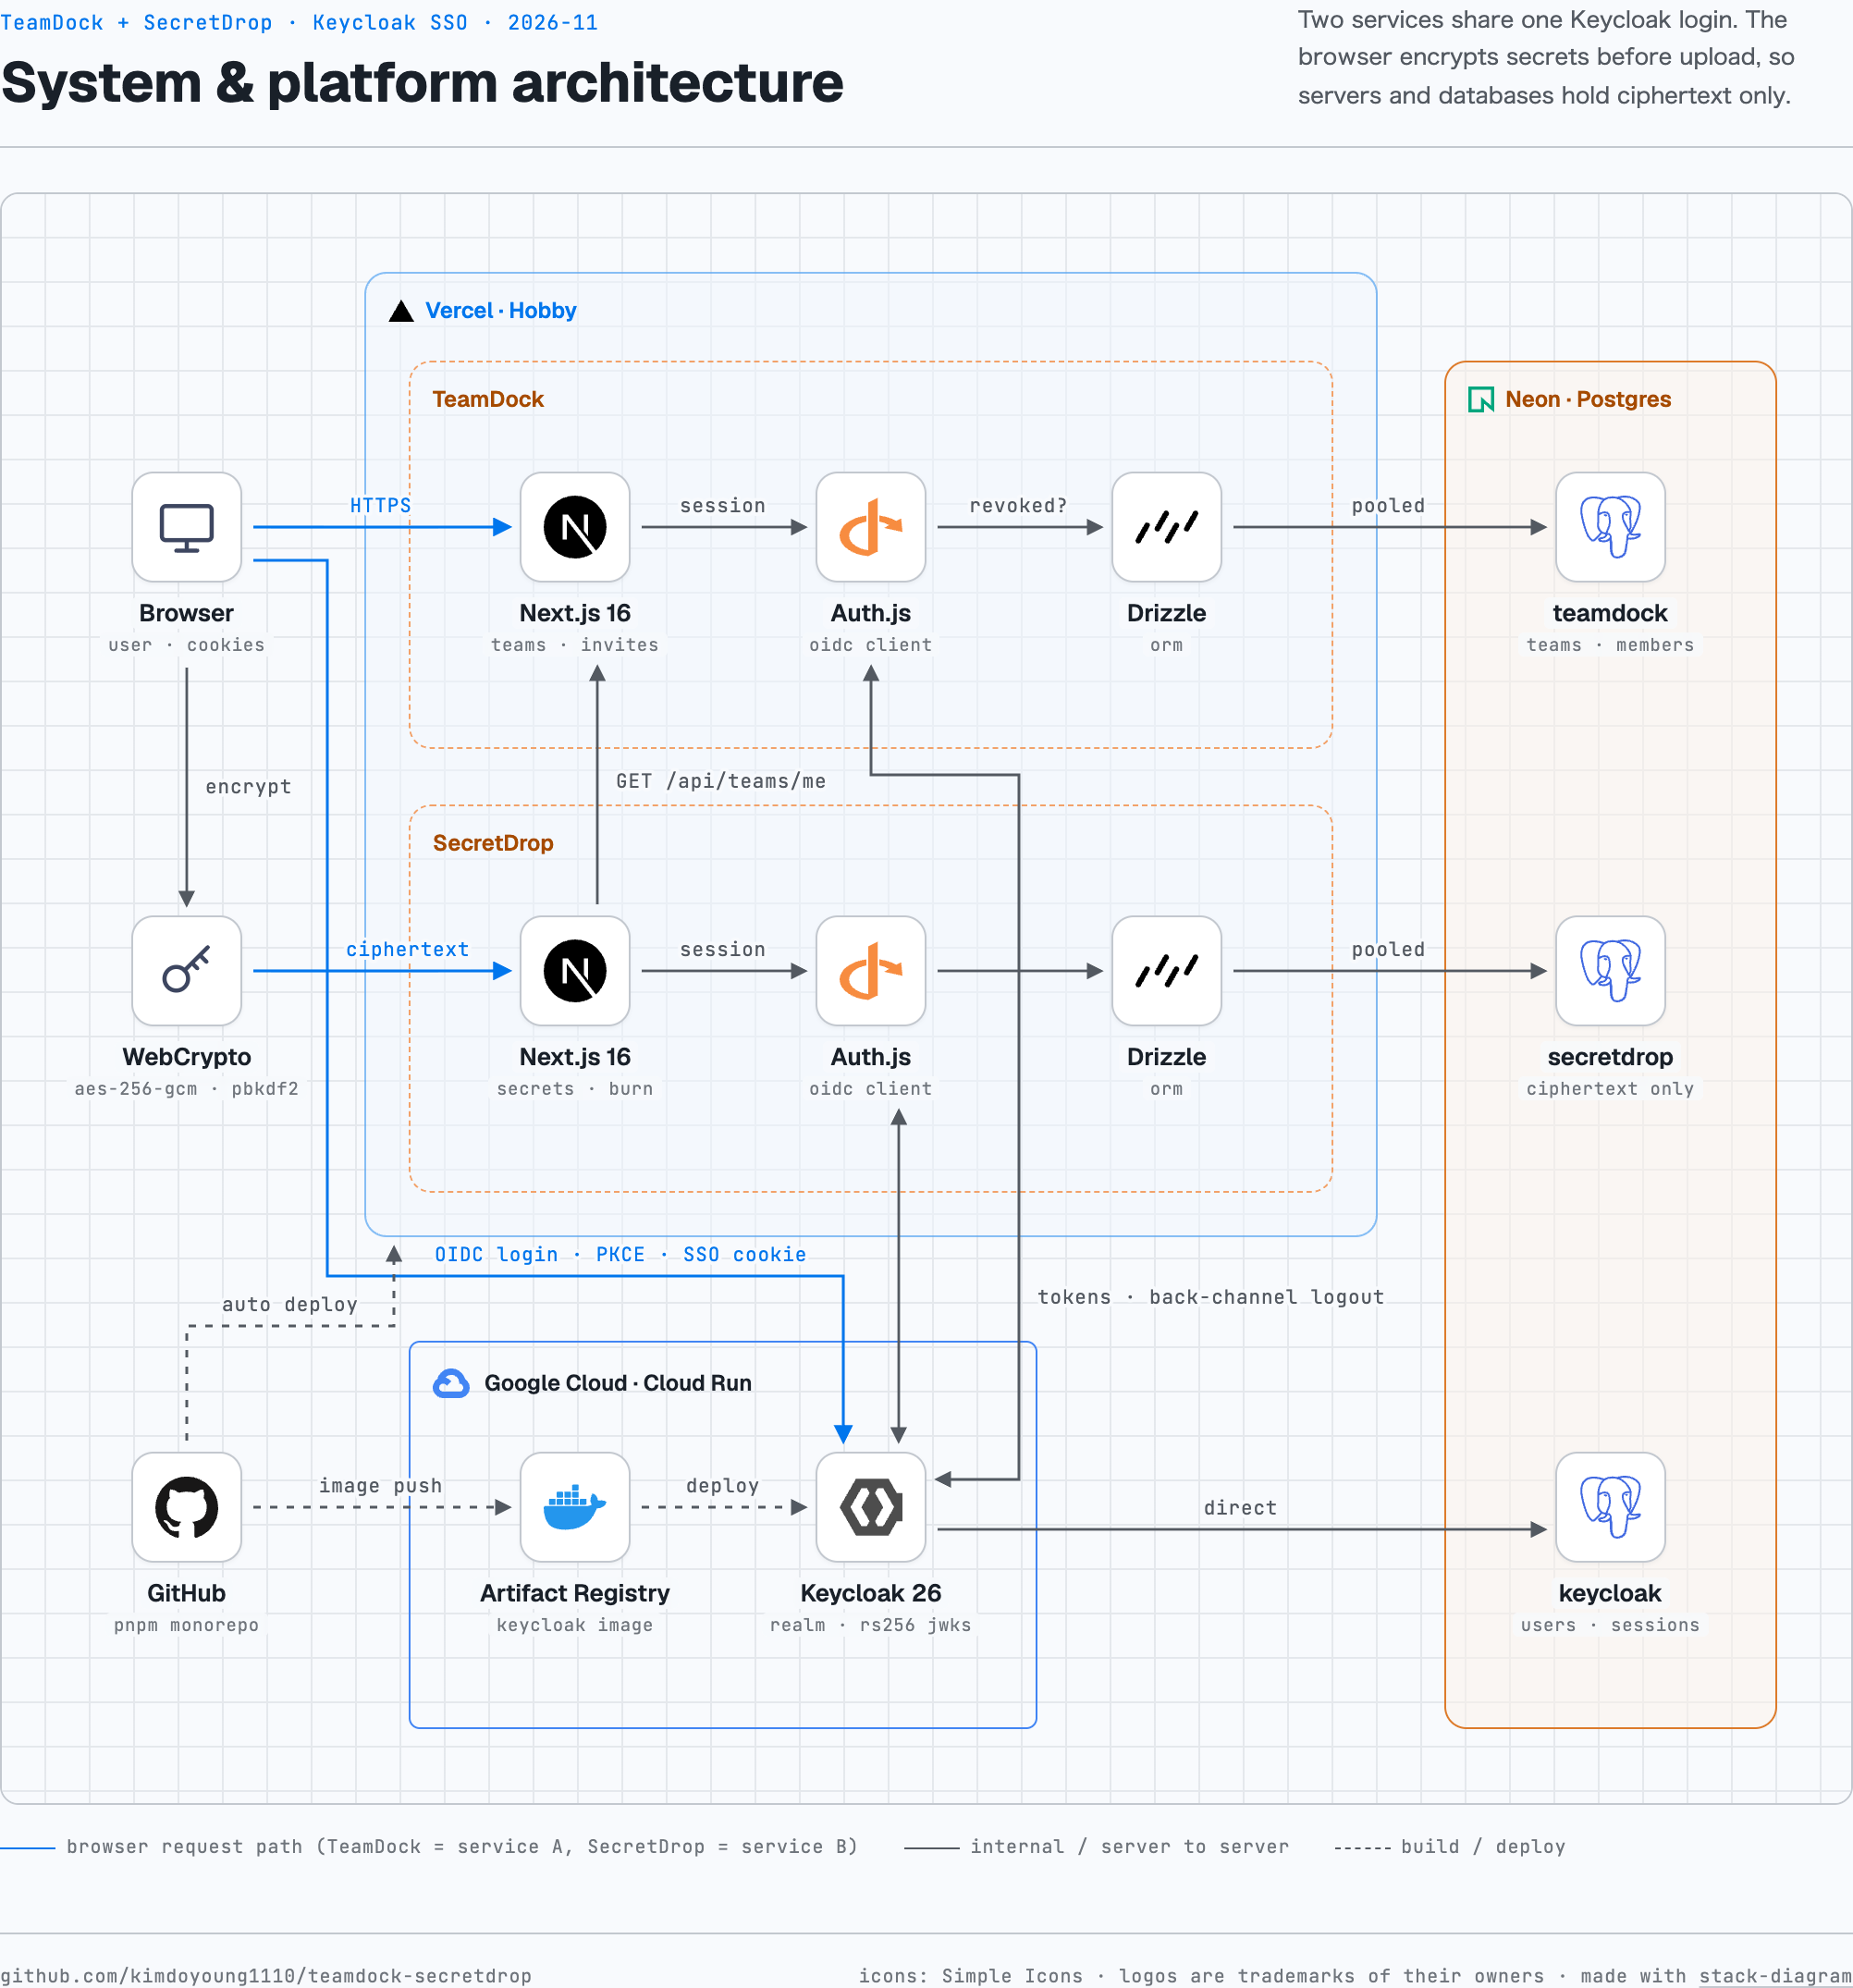 TeamDock + SecretDrop · Keycloak SSO · 2026-11
System & platform architecture
Two services share one Keycloak login. The
browser encrypts secrets before upload, so
servers and databases hold ciphertext only.
Vercel · Hobby
TeamDock
Neon · Postgres
HTTPS
session
revoked?
pooled
Browser
user · cookies
Next.js 16
teams · invites
Auth.js
oidc client
Drizzle
orm
teamdock
teams · members
encrypt
GET /api/teams/me
SecretDrop
ciphertext
session
pooled
WebCrypto
aes-256-gcm · pbkdf2
Next.js 16
secrets · burn
Auth.js
oidc client
Drizzle
orm
secretdrop
ciphertext only
OIDC login · PKCE · SSO cookie
auto deploy
tokens · back-channel logout
Google Cloud · Cloud Run
image push
deploy
direct
GitHub
pnpm monorepo
Artifact Registry
keycloak image
Keycloak 26
realm · rs256 jwks
keycloak
users · sessions
browser request path (TeamDock = service A, SecretDrop = service B)
internal / server to server
build / deploy
github.com/kimdoyoung1110/teamdock-secretdrop
icons: Simple Icons · logos are trademarks of their owners · made with stack-diagram